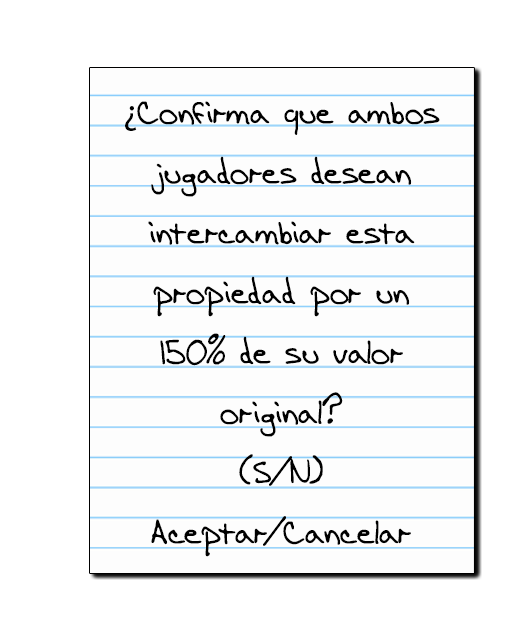 ¿Confirma que ambos
jugadores desean
intercambiar esta
propiedad por un
150% de su valor
original?
(S/N)
Aceptar/Cancelar